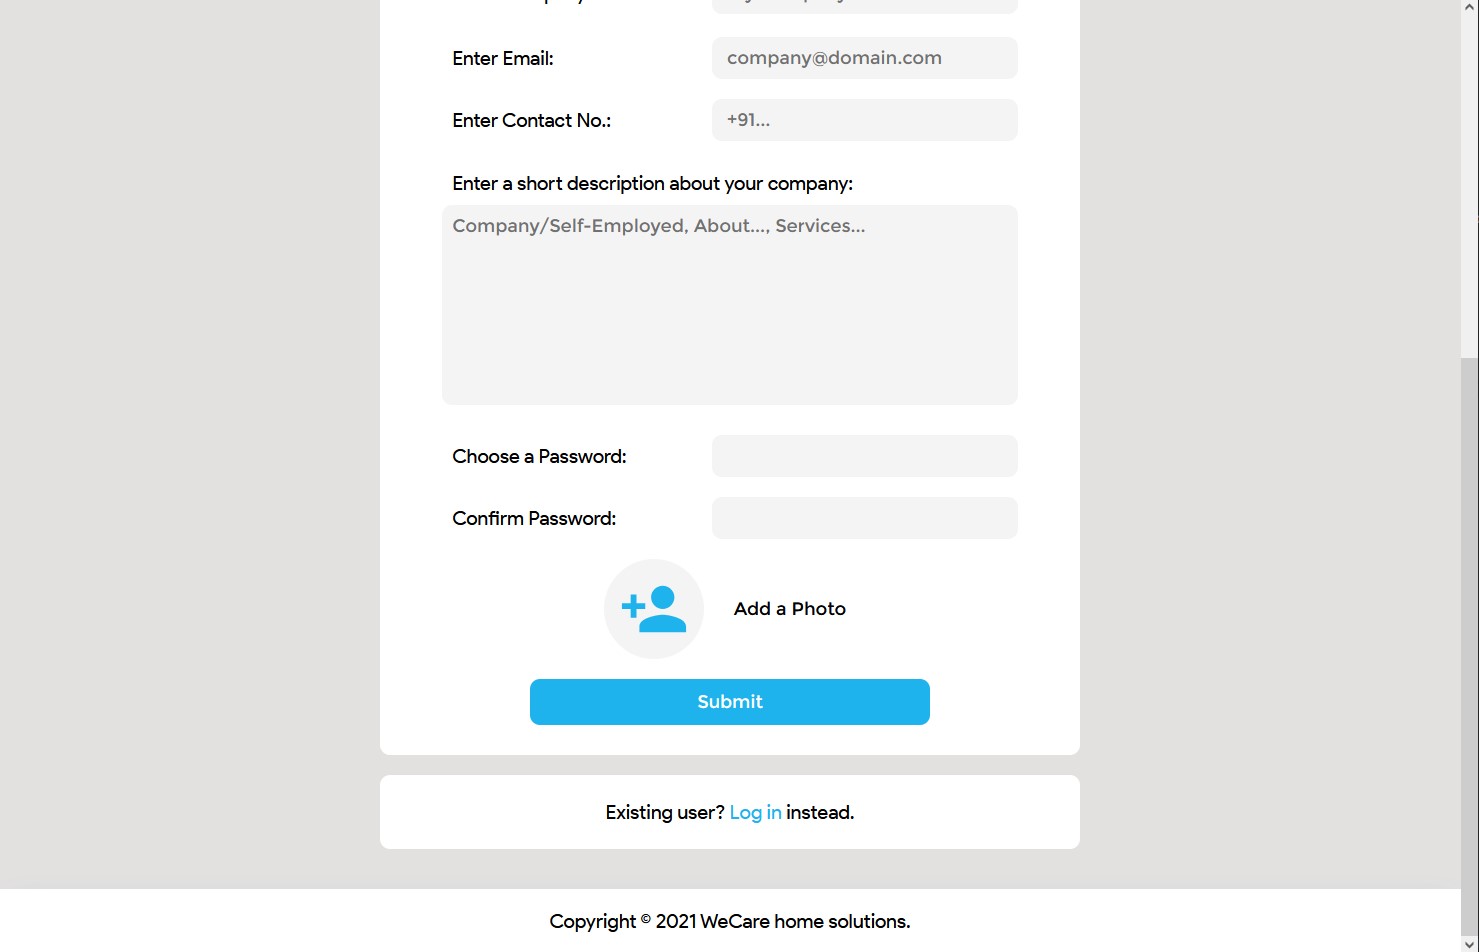 Enter Email:
company@domain.com
Enter Contact No.:
+91...
Enter a short description about your company:
Company/Self-Employed, About..., Services...
Choose a Password:
Confirm Password:
Add a Photo
Submit
Existing user? Log in instead.
Copyright © 2021 WeCare home solutions.